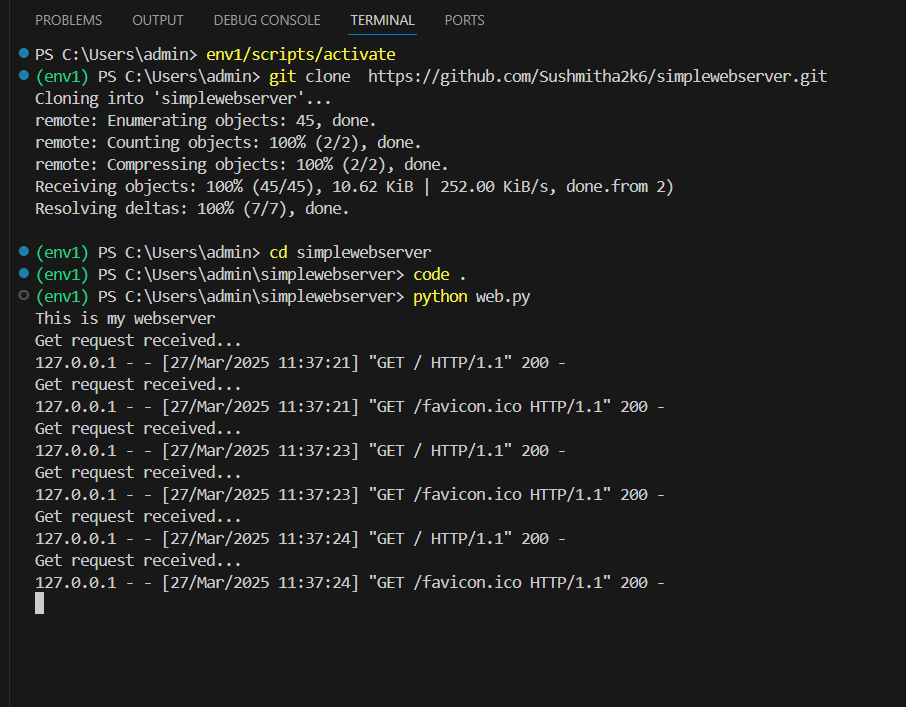 PROBLEMS OUTPUT DEBUG CONSOLE TERMINAL PORTS
PS C:\Users\admin> env1/scripts/activate
(env1) PS C:\Users\admin> git clone  https://github.com/Sushmitha2k6/simplewebserver.git
Cloning into 'simplewebserver'...
remote: Enumerating objects: 45, done.
remote: Counting objects: 100% (2/2), done.
remote: Compressing objects: 100% (2/2), done.
Receiving objects: 100% (45/45), 10.62 KiB | 252.00 KiB/s, done.from 2)
Resolving deltas: 100% (7/7), done.
(env1) PS C:\Users\admin> cd simplewebserver
(env1) PS C:\Users\admin\simplewebserver> code .
(env1) PS C:\Users\admin\simplewebserver> python web.py
This is my webserver
Get request received...
127.0.0.1 - - [27/Mar/2025 11:37:21] "GET / HTTP/1.1" 200 -
Get request received...
127.0.0.1 - - [27/Mar/2025 11:37:21] "GET /favicon.ico HTTP/1.1" 200 -
Get request received...
127.0.0.1 - - [27/Mar/2025 11:37:23] "GET / HTTP/1.1" 200 -
Get request received...
127.0.0.1 - - [27/Mar/2025 11:37:23] "GET /favicon.ico HTTP/1.1" 200 -
Get request received...
127.0.0.1 - - [27/Mar/2025 11:37:24] "GET / HTTP/1.1" 200 -
Get request received...
127.0.0.1 - - [27/Mar/2025 11:37:24] "GET /favicon.ico HTTP/1.1" 200 -